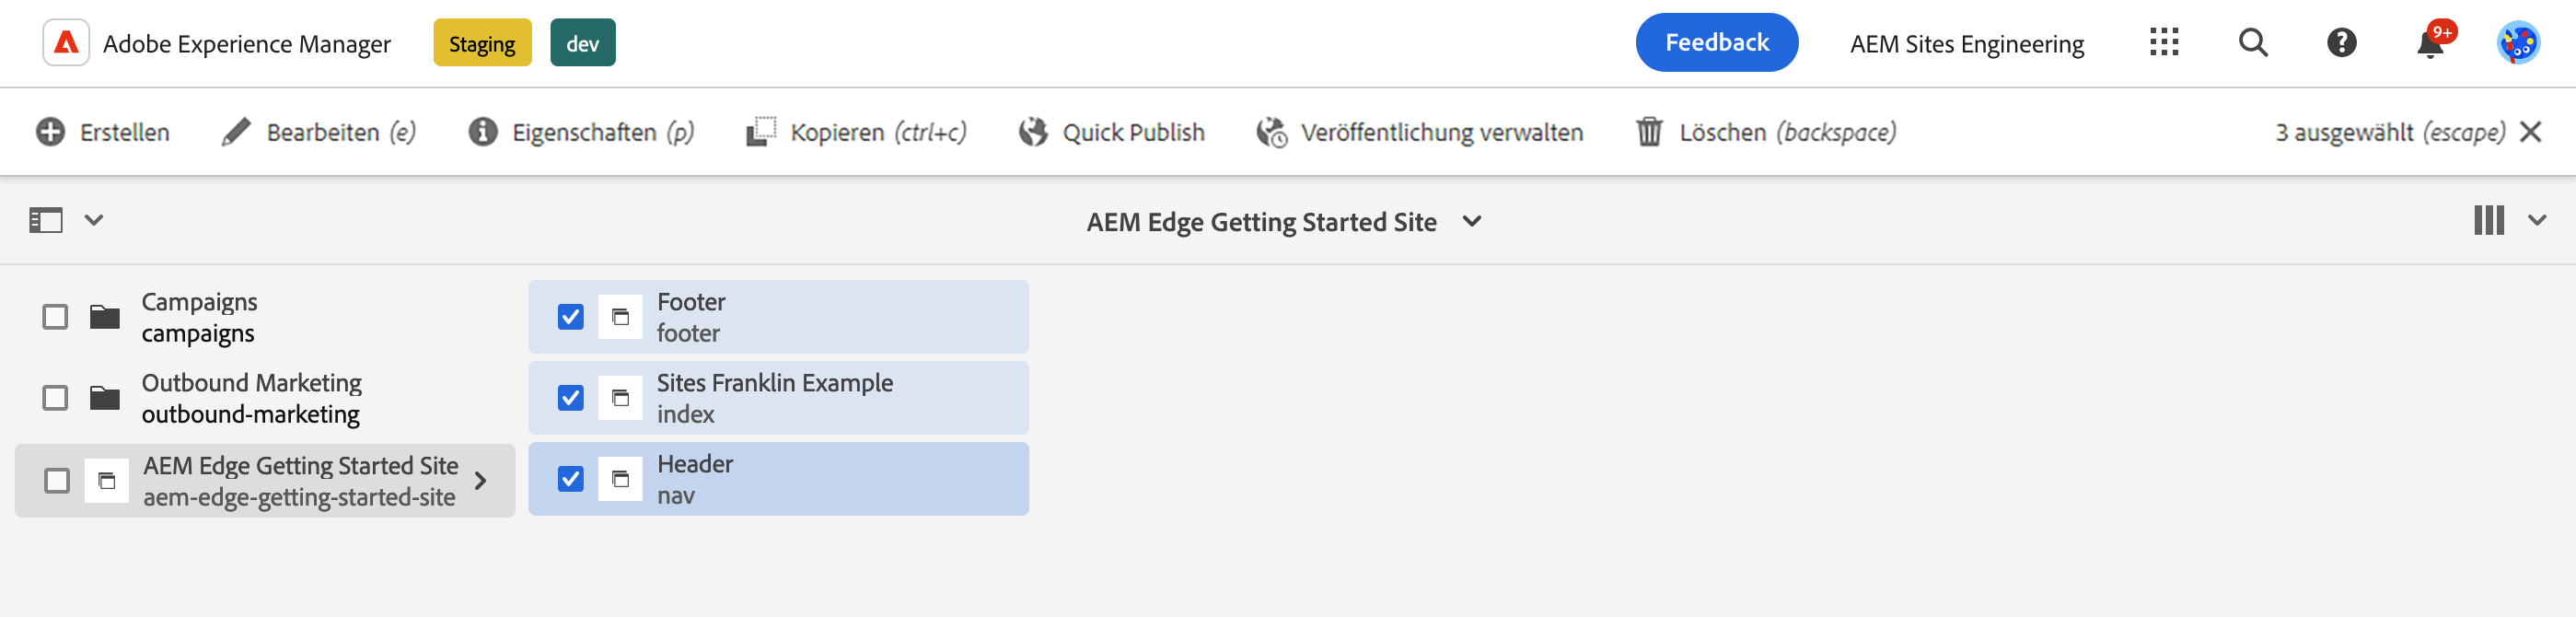 Adobe Experience Manager Staging dev Feedback AEM Sites Engineering 9+
Erstellen Bearbeiten (e) Eigenschaften (p) Kopieren (ctrl+c) Quick Publish Veröffentlichung verwalten Löschen (backspace) 3 ausgewählt (escape)
AEM Edge Getting Started Site
Campaigns
campaigns
Outbound Marketing
outbound-marketing
AEM Edge Getting Started Site
aem-edge-getting-started-site
Footer
footer
Sites Franklin Example
index
Header
nav